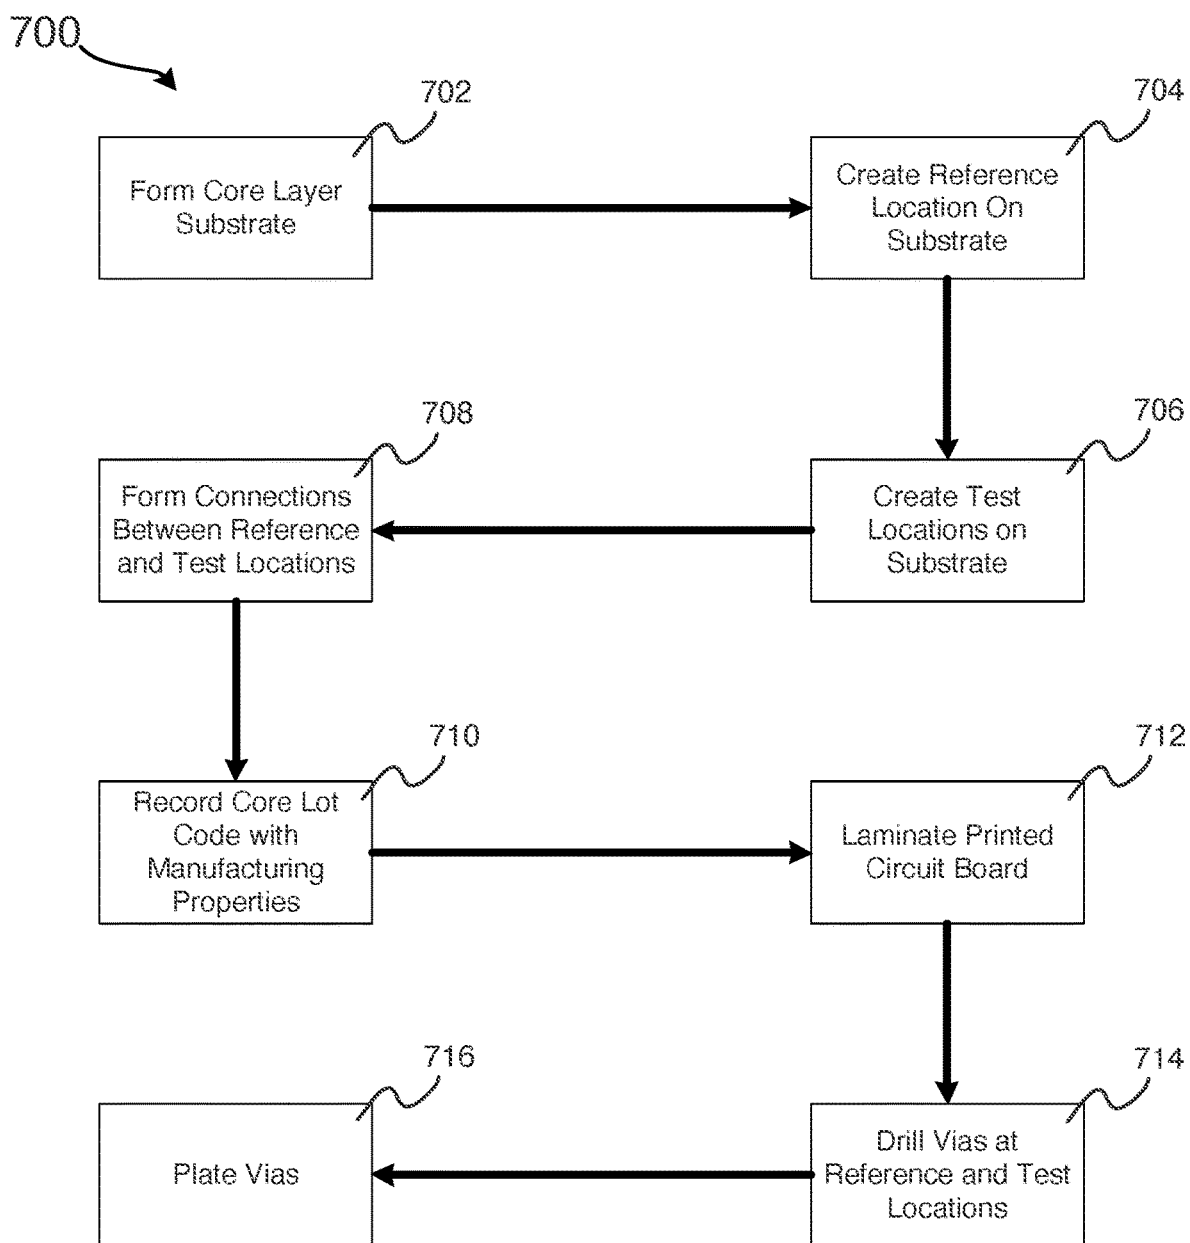 700
702
Form Core Layer
Substrate
704
Create Reference
Location On
Substrate
706
Create Test
Locations on
Substrate
708
Form Connections
Between Reference
and Test Locations
710
Record Core Lot
Code with
Manufacturing
Properties
712
Laminate Printed
Circuit Board
714
Drill Vias at
Reference and Test
Locations
716
Plate Vias